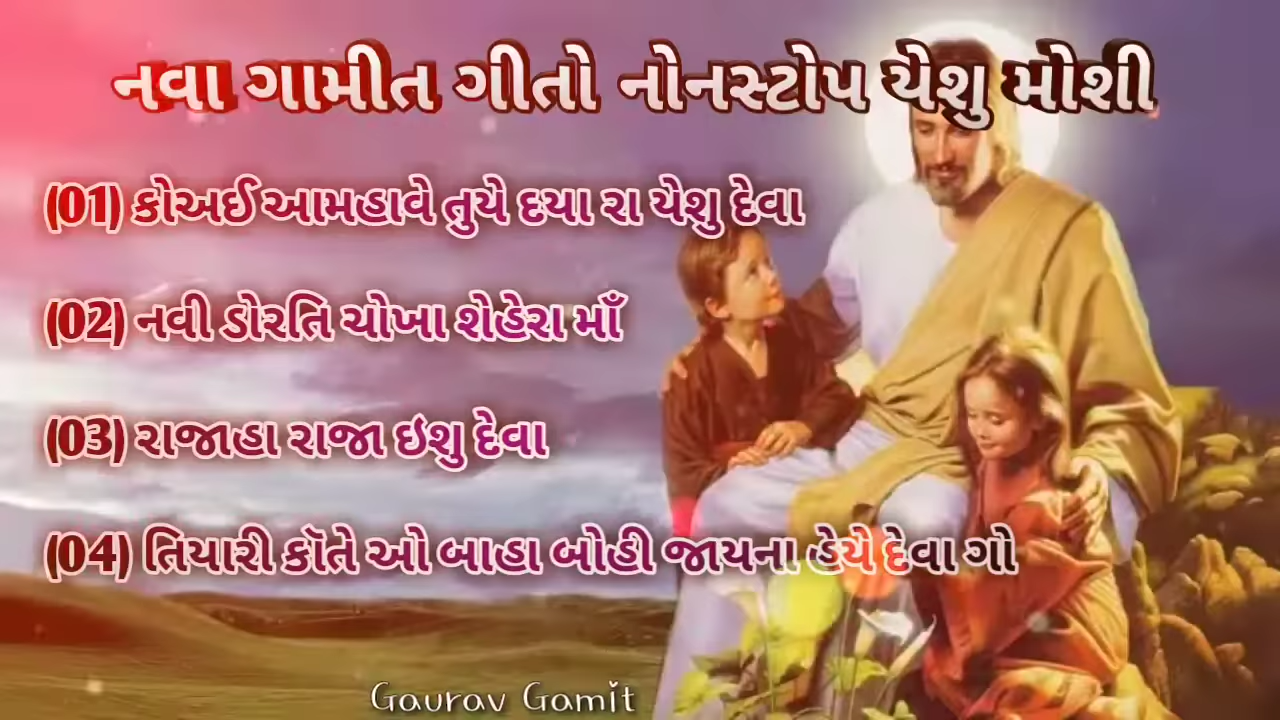 નવા ગામીત ગીતો નોનસ્ટોપ યેશુ મોશી
(01) કોઅઈ આમહાવે તુયે દયા રા યેશુ દેવા
(02) નવી ડોરતિ ચોખા શેહેરા માઁ
(03) રાજાહા રાજા ઇશુ દેવા
(04) તિયારી કૉતે ઓ બાહા બોહી જાયના હેયે દેવા ગો
Gaurav Gamit